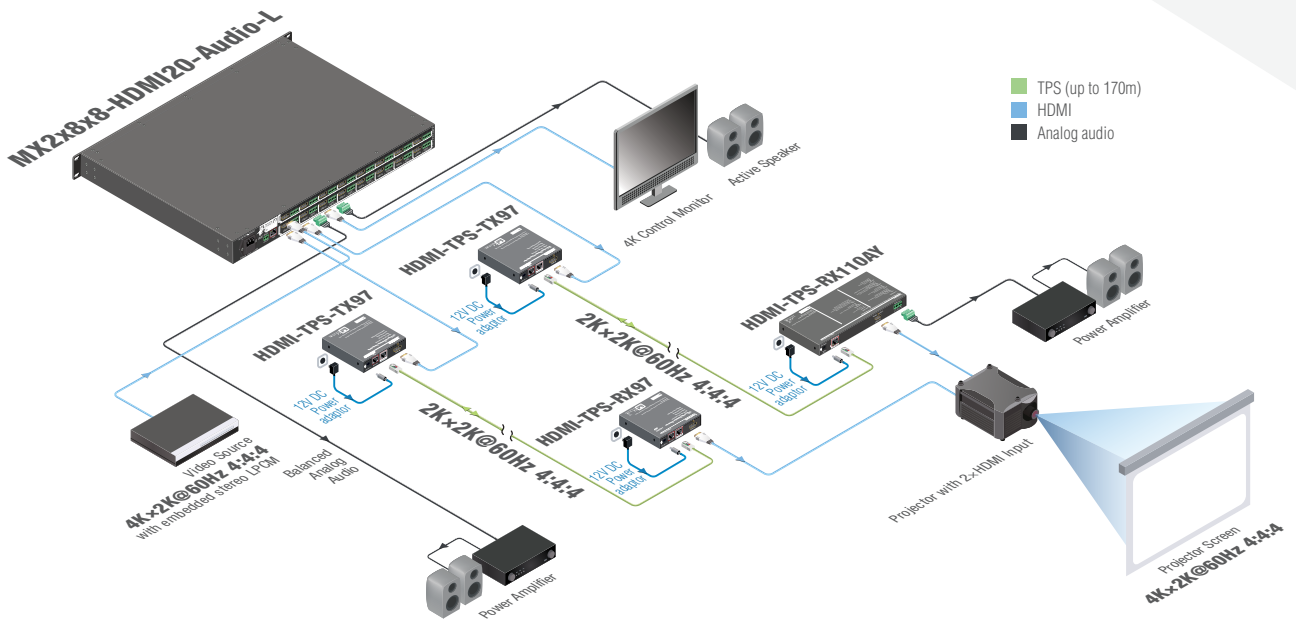 MX2x8x8-HDMI20-Audio-L
TPS (up to 170m)
HDMI
Analog audio
4K Control Monitor
Active Speaker
HDMI-TPS-TX97
12V DC
Power
adaptor
2K×2K@60Hz 4:4:4
HDMI-TPS-RX110AY
12V DC
Power
adaptor
Power Amplifier
HDMI-TPS-TX97
12V DC
Power
adaptor
2K×2K@60Hz 4:4:4
HDMI-TPS-RX97
12V DC
Power
adaptor
Video Source
4K×2K@60Hz 4:4:4
with embedded stereo LPCM
Balanced
Analog
Audio
Power Amplifier
Projector with 2×HDMI Input
Projector Screen
4K×2K@60Hz 4:4:4